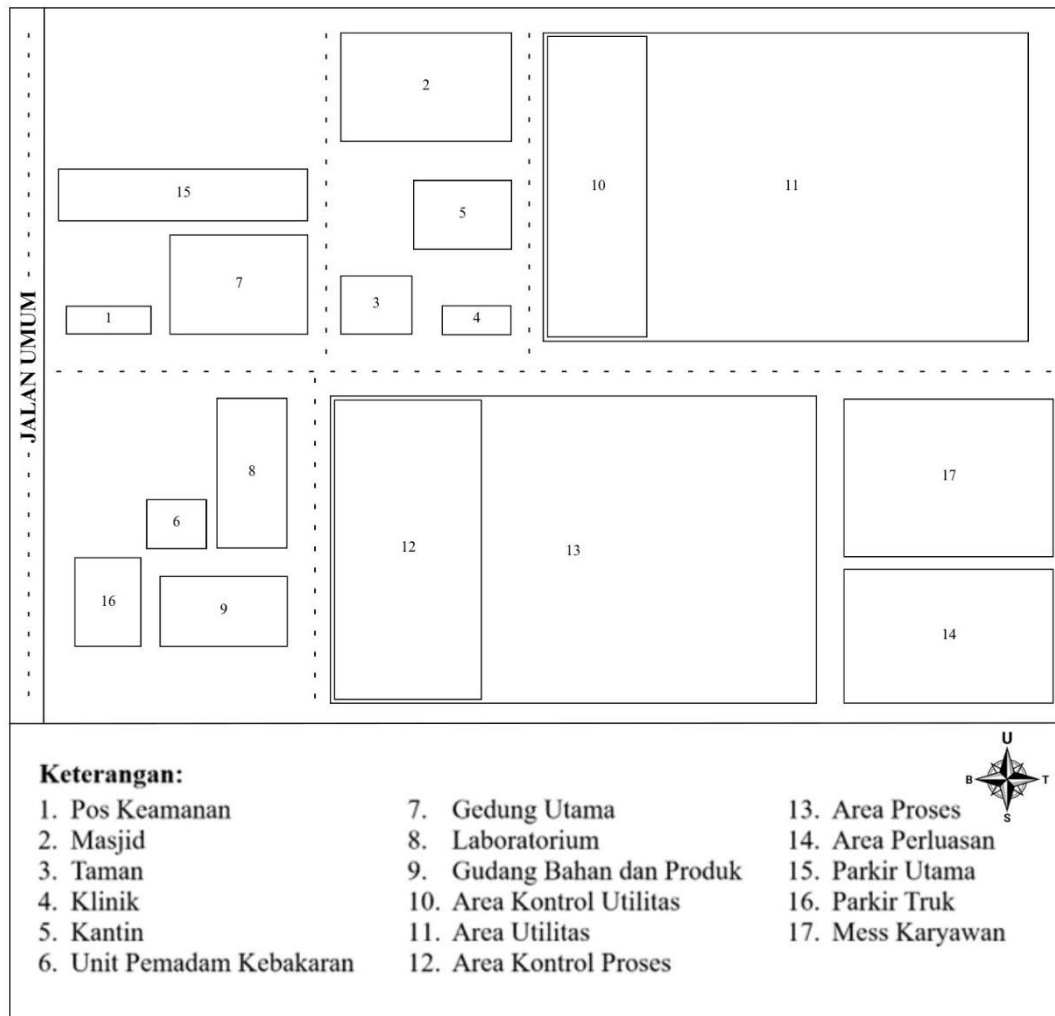 2
10
11
15
5
7
3
1
4
JALAN UMUM
8
17
6
12
13
16
9
14
U
B T
S
Keterangan:
1. Pos Keamanan
2. Masjid
3. Taman
4. Klinik
5. Kantin
6. Unit Pemadam Kebakaran
7. Gedung Utama
8. Laboratorium
9. Gudang Bahan dan Produk
10. Area Kontrol Utilitas
11. Area Utilitas
12. Area Kontrol Proses
13. Area Proses
14. Area Perluasan
15. Parkir Utama
16. Parkir Truk
17. Mess Karyawan